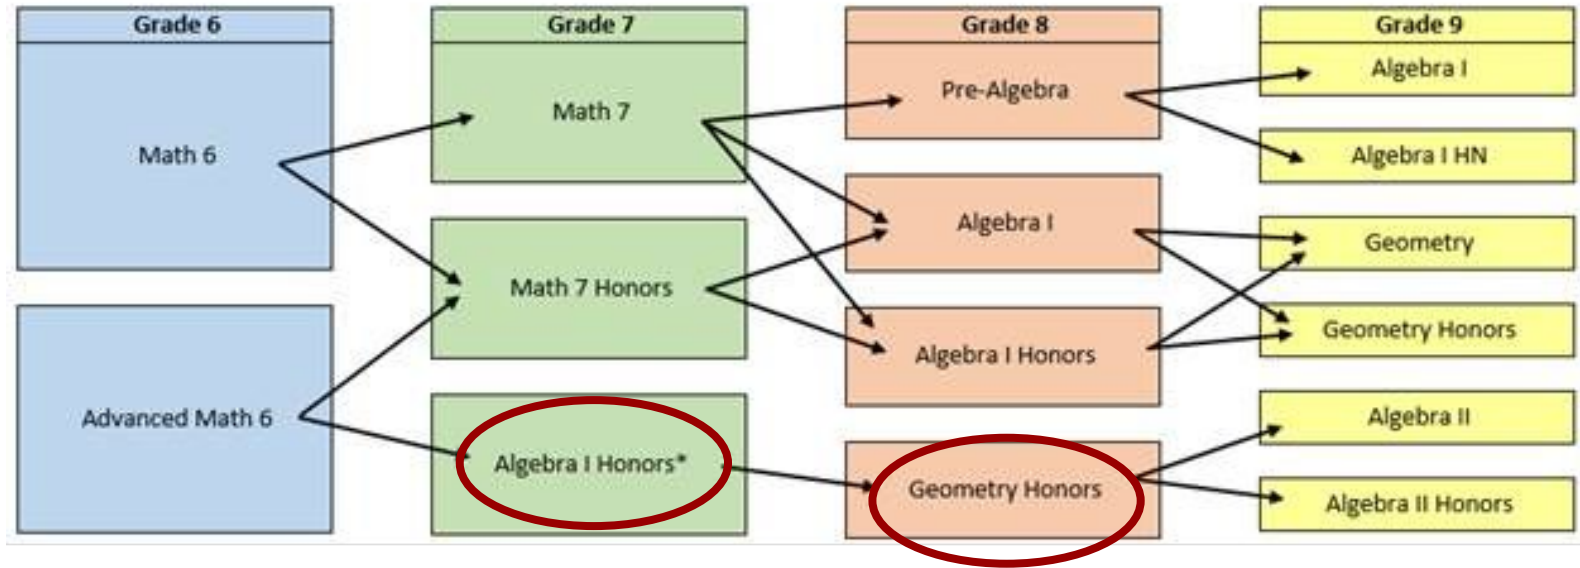 Grade 6
Math 6
Advanced Math 6
Grade 7
Math 7
Math 7 Honors
Algebra I Honors*
Grade 8
Pre-Algebra
Algebra I
Algebra I Honors
Geometry Honors
Grade 9
Algebra I
Algebra I HN
Geometry
Geometry Honors
Algebra II
Algebra II Honors